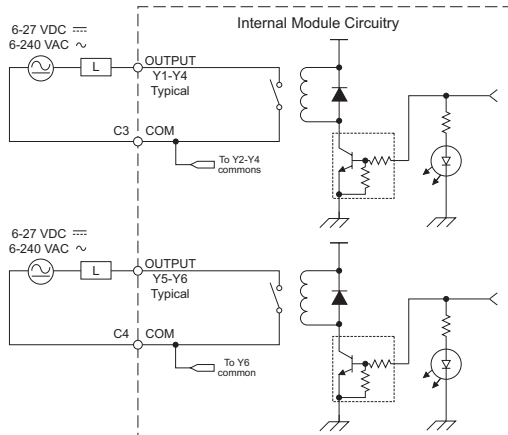 Internal Module Circuitry
6-27 VDC ⎓
6-240 VAC ∿
L
OUTPUT
Y1-Y4
Typical
C3
COM
To Y2-Y4
commons
6-27 VDC ⎓
6-240 VAC ∿
L
OUTPUT
Y5-Y6
Typical
C4
COM
To Y6
common